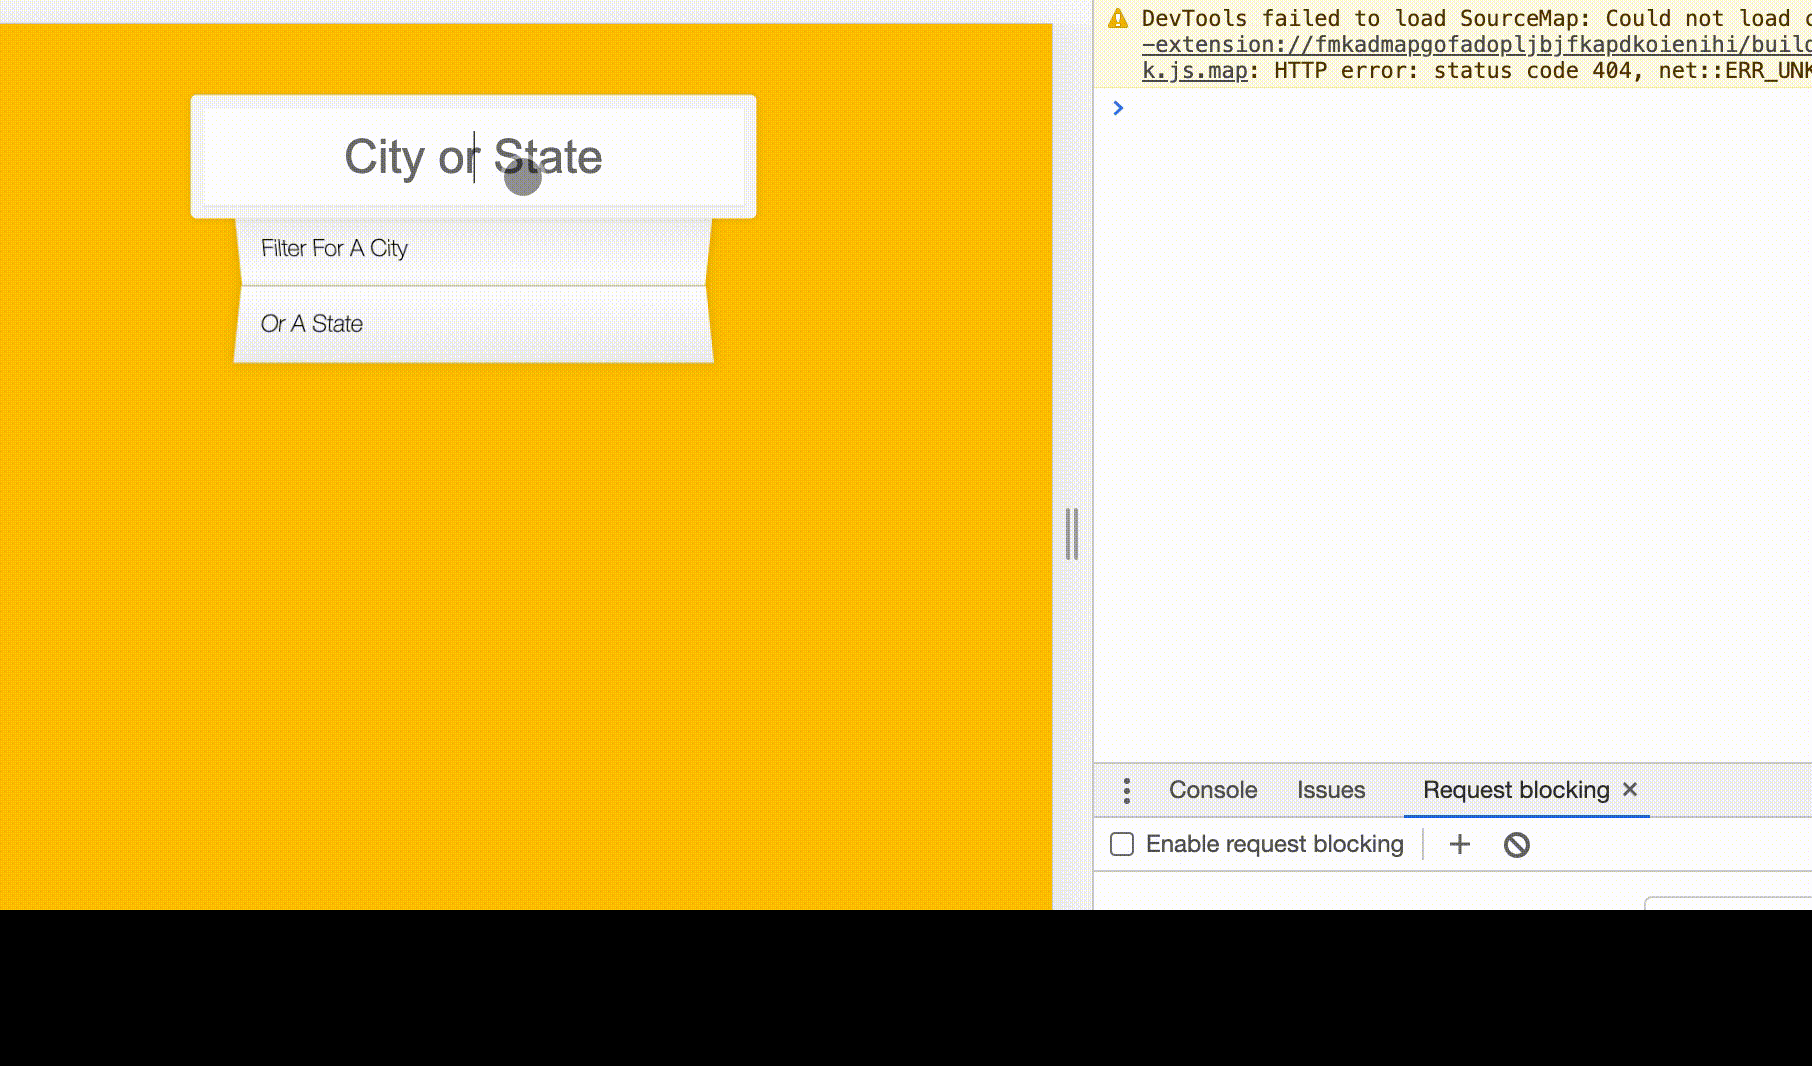 City or State
Filter For A City
Or A State
DevTools failed to load SourceMap: Could not load
-extension://fmkadmapgofadopljbjfkapdkoienihi/build
k.js.map: HTTP error: status code 404, net::ERR_UNK
Console Issues Request blocking
Enable request blocking